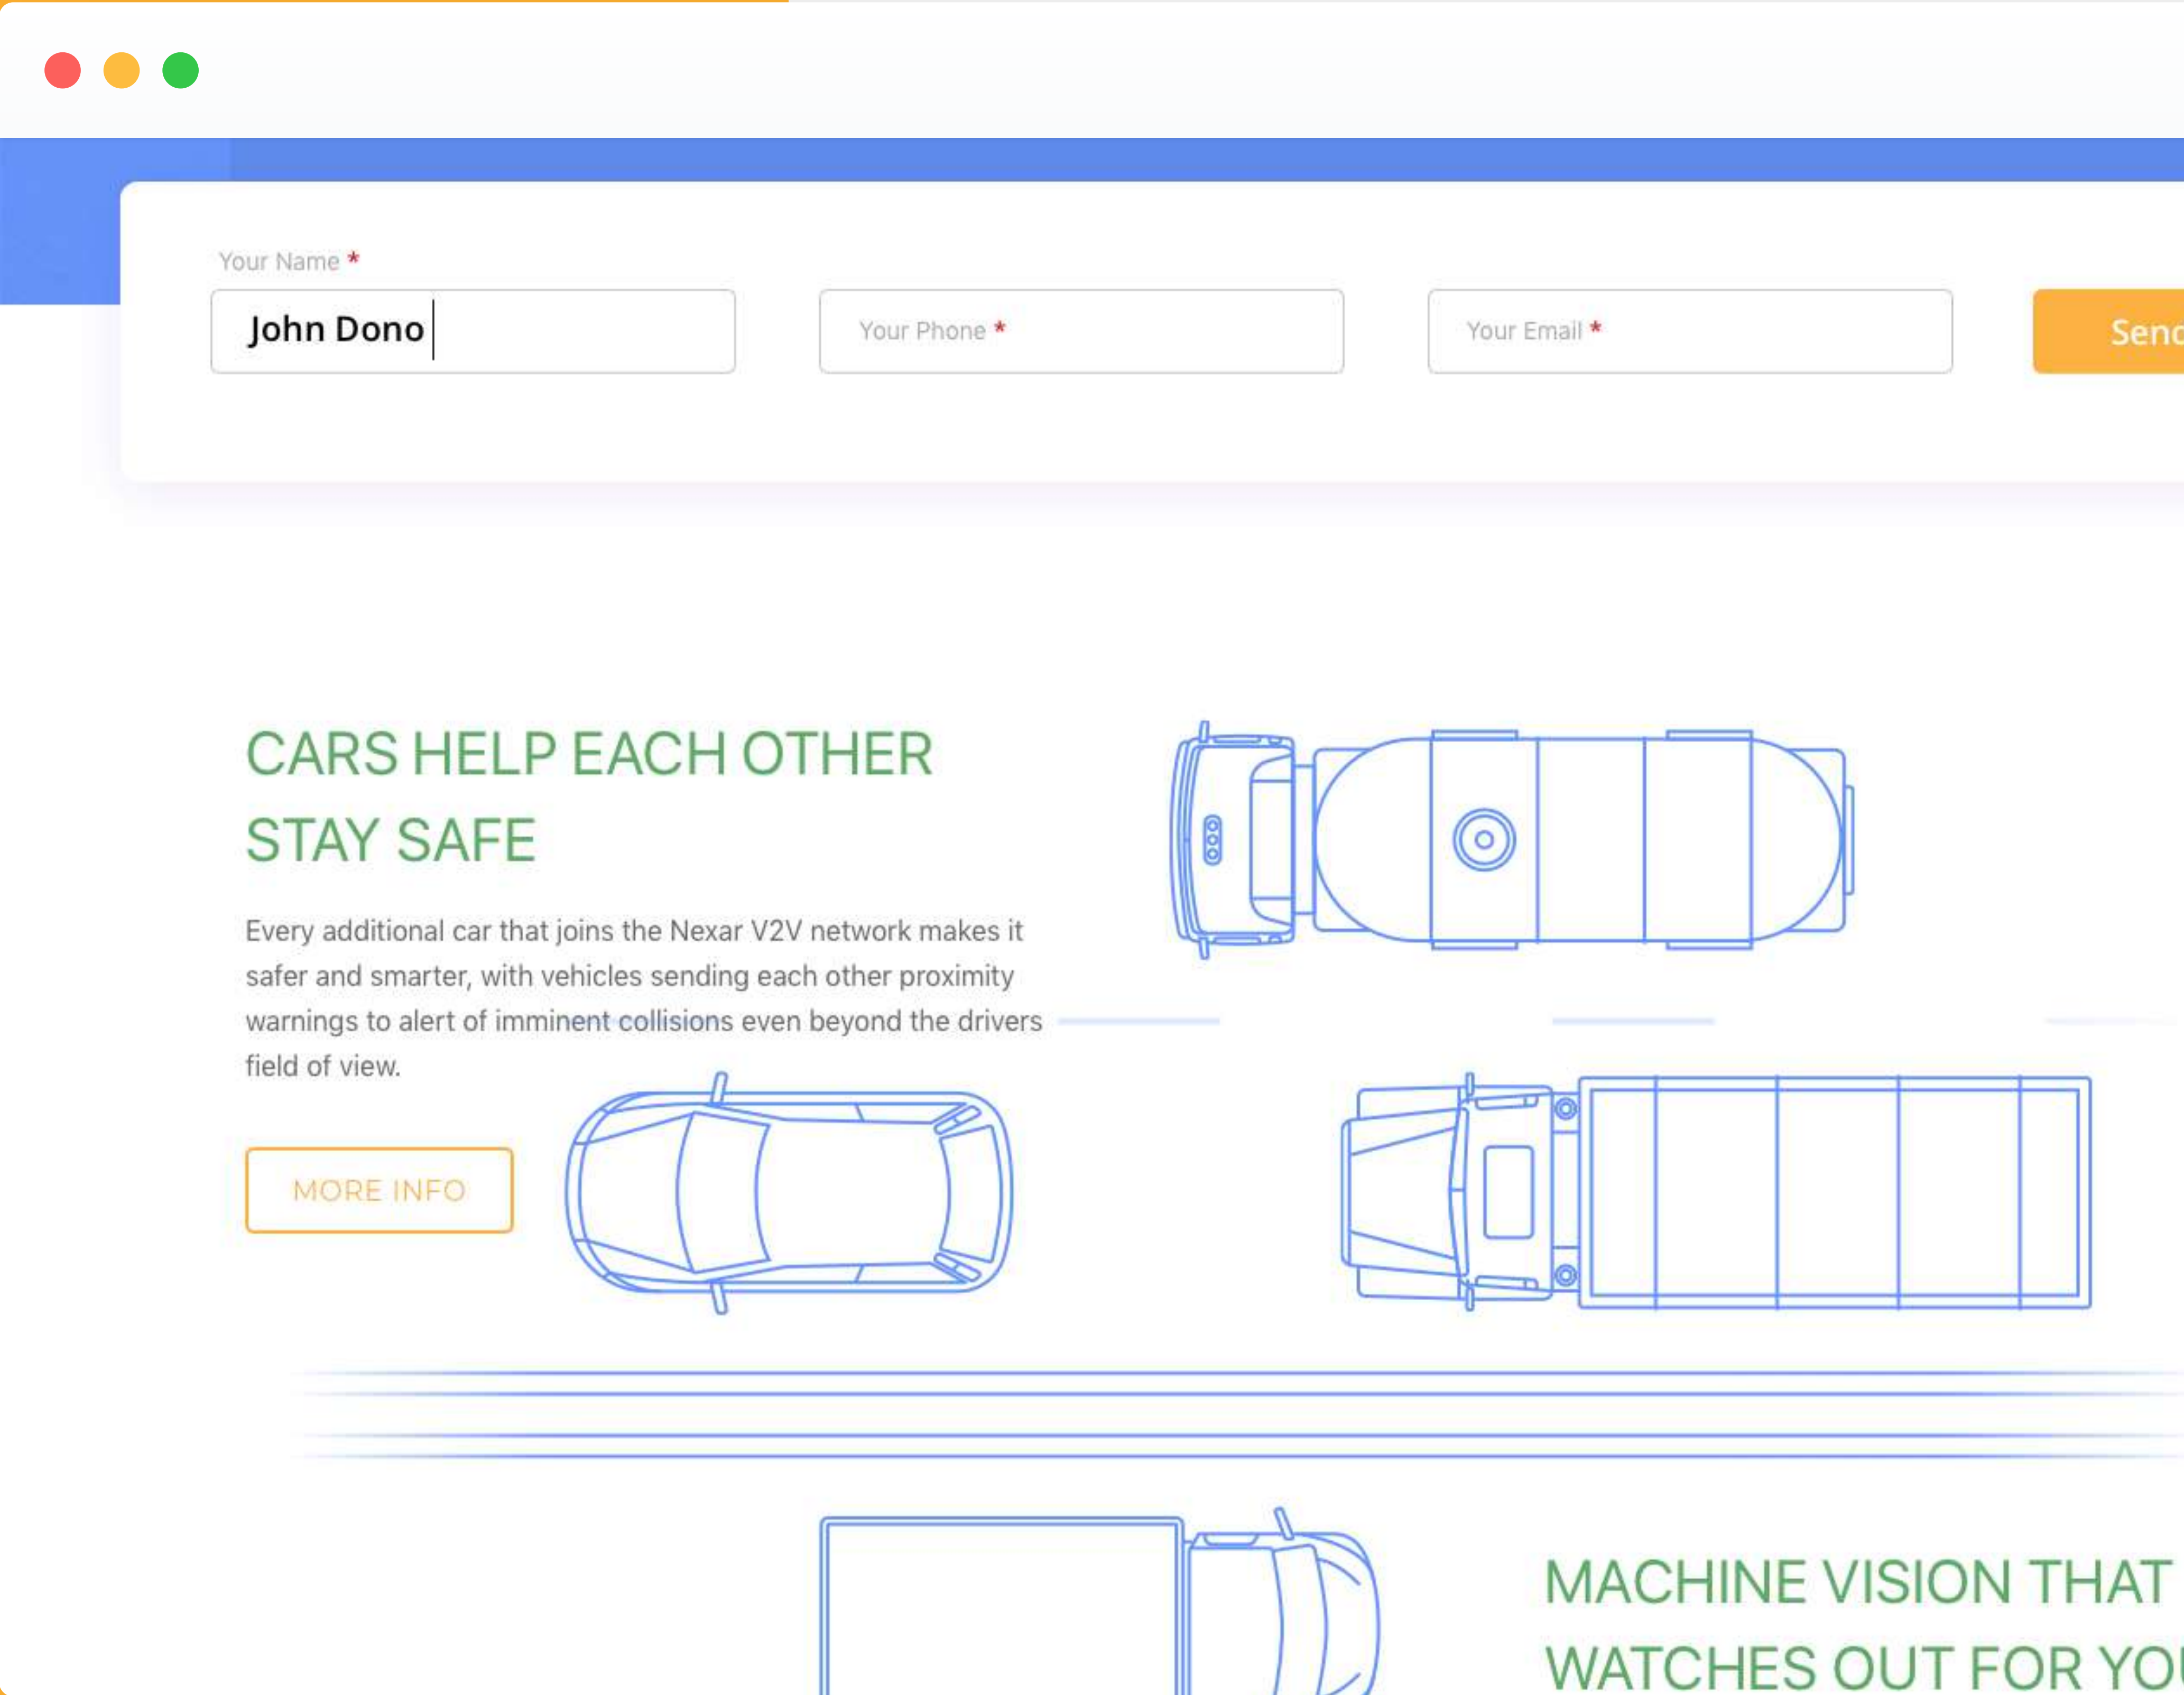 Your Name *
John Dono
Your Phone *
Your Email *
Send
CARS HELP EACH OTHER
STAY SAFE
Every additional car that joins the Nexar V2V network makes it
safer and smarter, with vehicles sending each other proximity
warnings to alert of imminent collisions even beyond the drivers
field of view.
MORE INFO
MACHINE VISION THAT
WATCHES OUT FOR YOU